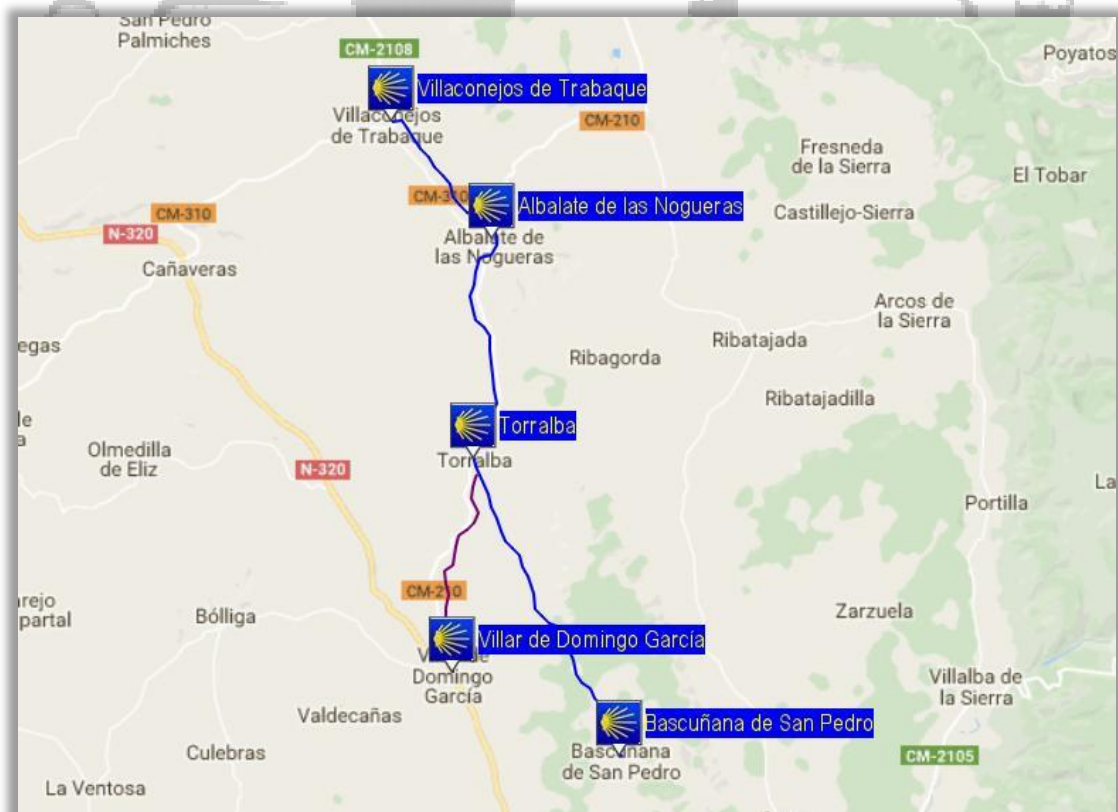 San Pedro
Palmiches
CM-2108
Poyatos
Villaconejos de Trabaque
Villaconejos
de Trabaque
CM-210
Fresneda
de la Sierra
El Tobar
CM-310
Albalate de las Nogueras
Castillejo-Sierra
CM-310
N-320
Albalate de
las Nogueras
Cañaveras
Arcos de
la Sierra
egas
Ribagorda
Ribatajada
Ribatajadilla
Torralba
Olmedilla
de Eliz
Torralba
N-320
La
Portilla
CM-210
arejo
partal
Bólliga
Zarzuela
Villar de Domingo García
Domingo
García
Villalba de
la Sierra
Valdecañas
Bascuñana de San Pedro
Culebras
Bascuñana
de San Pedro
CM-2105
La Ventosa